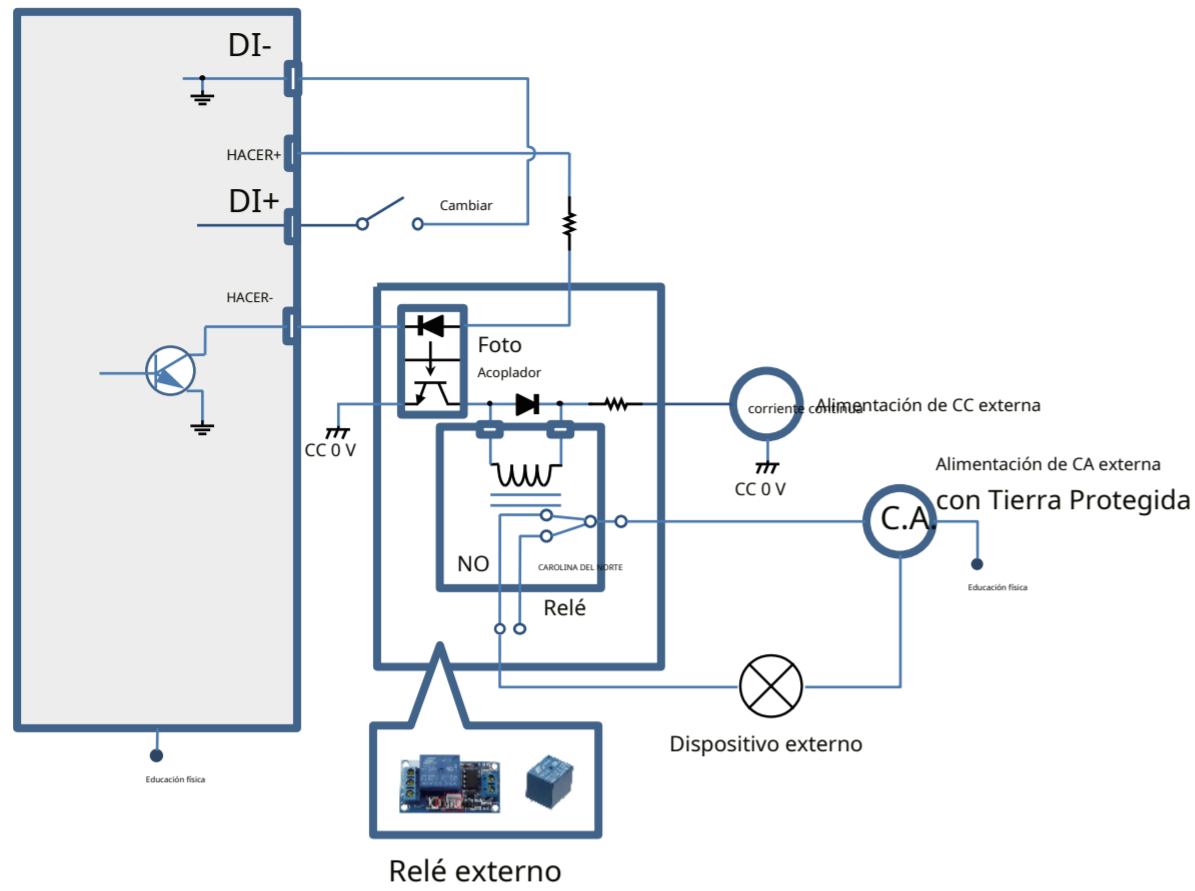 DI-
HACER+
DI+
Cambiar
HACER-
Foto
Acoplador
corriente continua
Alimentación de CC externa
CC 0 V
CC 0 V
Alimentación de CA externa
con Tierra Protegida
C.A.
NO
CAROLINA DEL NORTE
Educación física
Relé
Dispositivo externo
Educación física
Relé externo